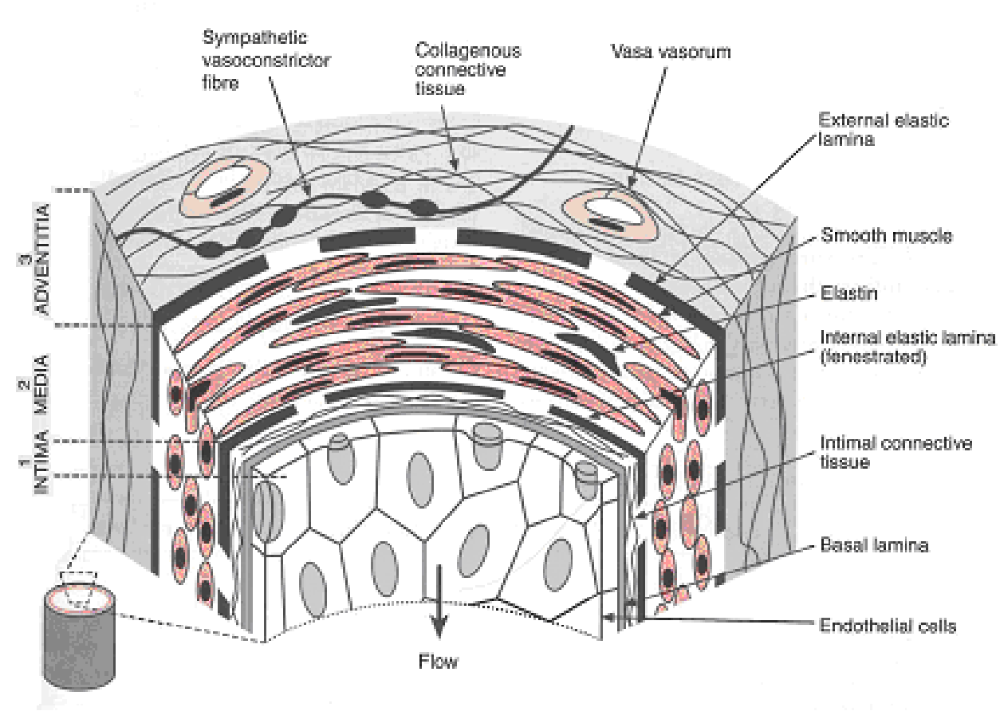 Sympathetic
vasoconstrictor
fibre
Collagenous
connective
tissue
Vasa vasorum
External elastic
lamina
Smooth muscle
Elastin
Internal elastic lamina
(fenestrated)
Intimal connective
tissue
Basal lamina
Endothelial cells
Flow
3
ADVENTITIA
2
MEDIA
1
INTIMA